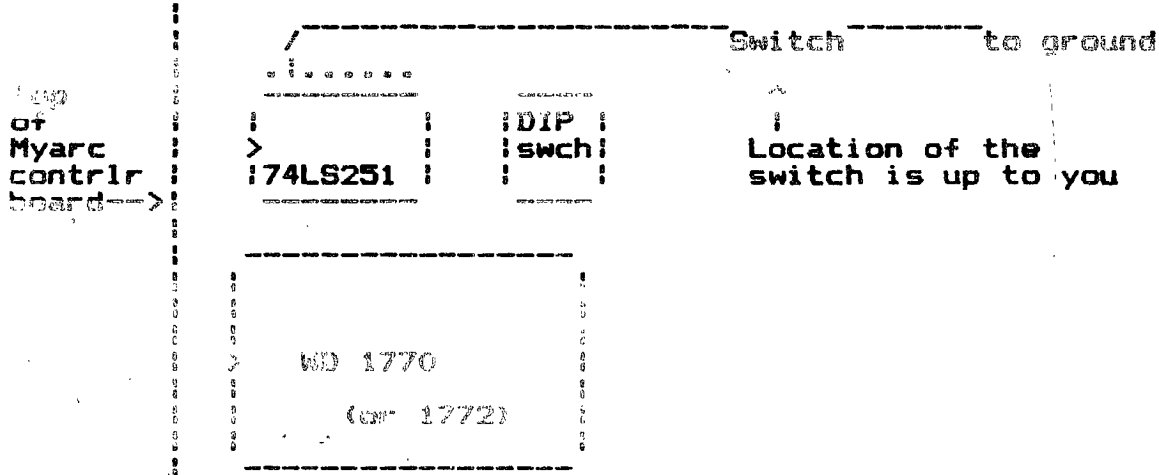 Switch to ground
top
of
Myarc
contrlr
board-->
DIP
swch
74LS251
Location of the
switch is up to you
WD 1770
(or 1772)